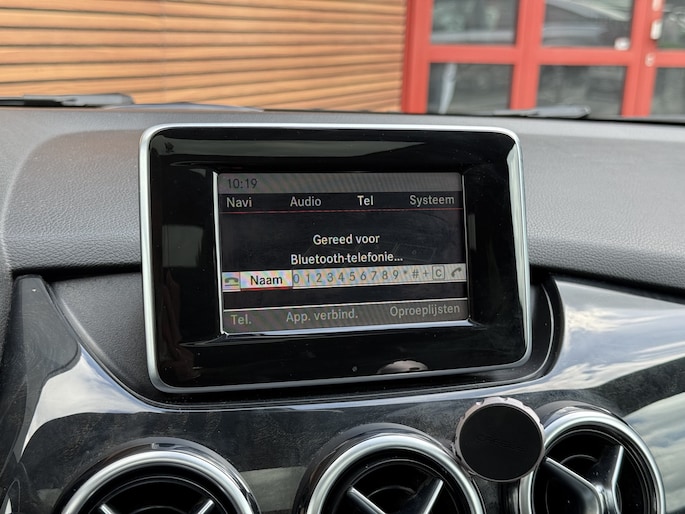 10:19
Navi Audio Tel Systeem
Gereed voor
Bluetooth-telefonie...
Naam 0 1 2 3 4 5 6 7 8 9 * # + C
Tel. App. verbind. Oproeplijsten